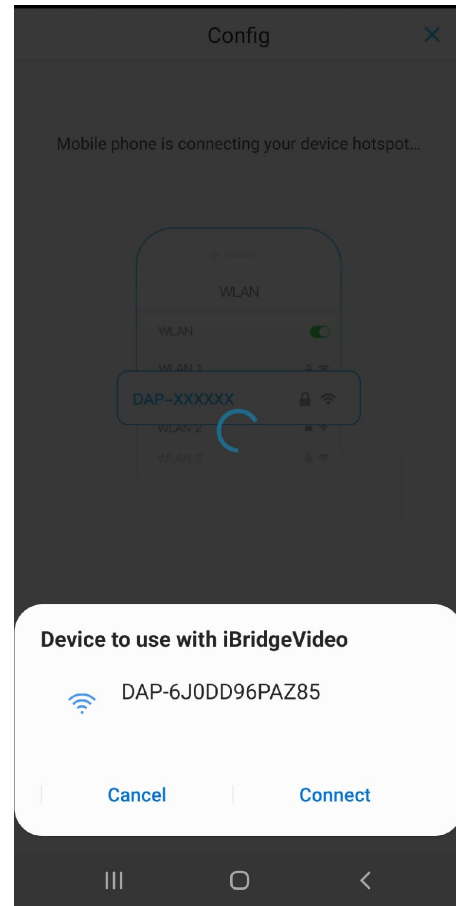 Config
Mobile phone is connecting your device hotspot...
WLAN
WLAN
WLAN 1
DAP-XXXXXX
WLAN 2
WLAN 3
Device to use with iBridgeVideo
DAP-6J0DD96PAZ85
Cancel
Connect